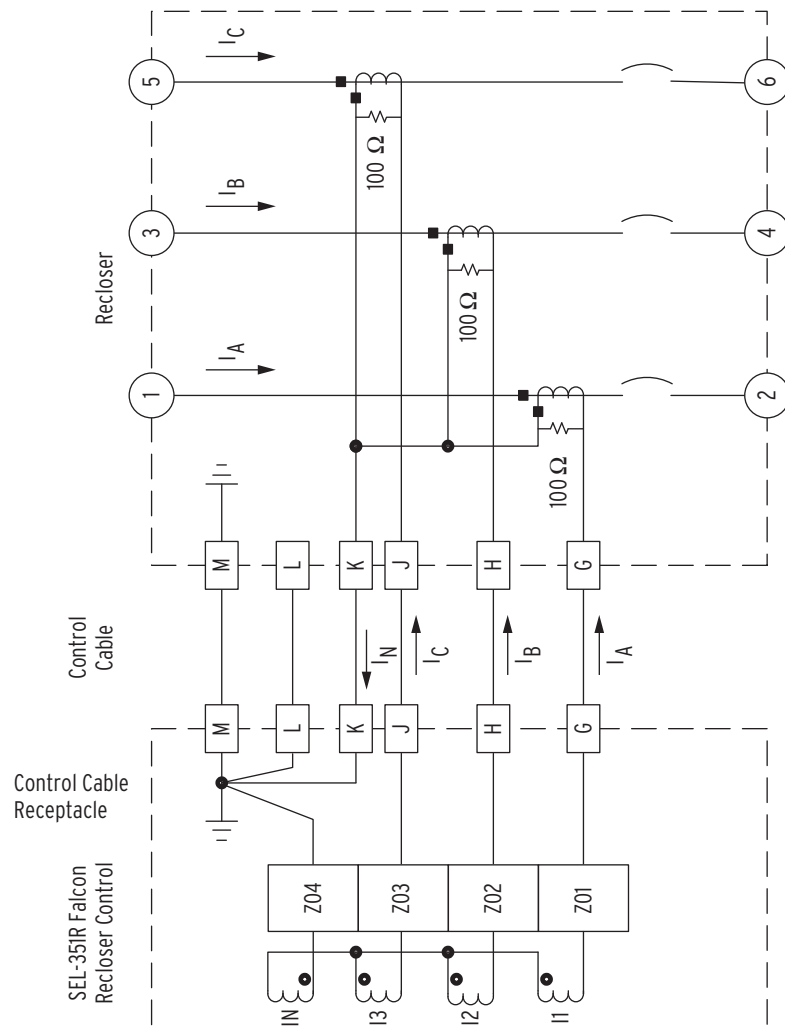 I_C
5
6
100 Ω
I_B
Recloser
3
4
100 Ω
I_A
1
2
100 Ω
M
L
K
J
H
G
Control
Cable
I_N
I_C
I_B
I_A
M
L
K
J
H
G
Control Cable
Receptacle
SEL-351R Falcon
Recloser Control
Z04
Z03
Z02
Z01
IN
I3
I2
I1